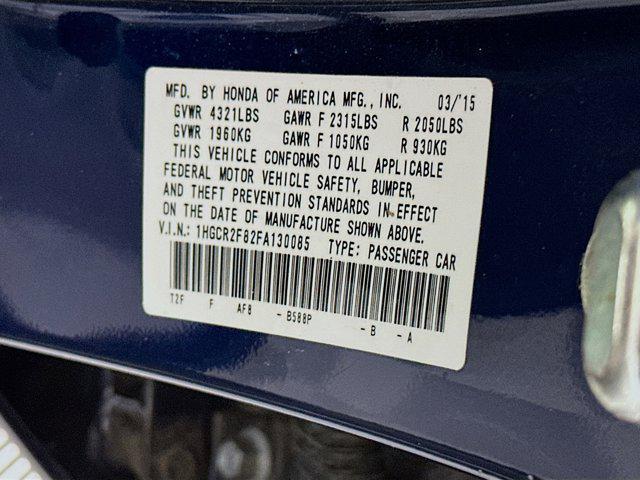 MFD. BY HONDA OF AMERICA MFG., INC. 03/'15
GVWR 4321LBS GAWR F 2315LBS R 2050LBS
GVWR 1960KG GAWR F 1050KG R 930KG
THIS VEHICLE CONFORMS TO ALL APPLICABLE
FEDERAL MOTOR VEHICLE SAFETY, BUMPER,
AND THEFT PREVENTION STANDARDS IN EFFECT
ON THE DATE OF MANUFACTURE SHOWN ABOVE.
V.I.N.: 1HGCR2F82FA130085 TYPE: PASSENGER CAR
T2F F AF8 -B588P -B -A